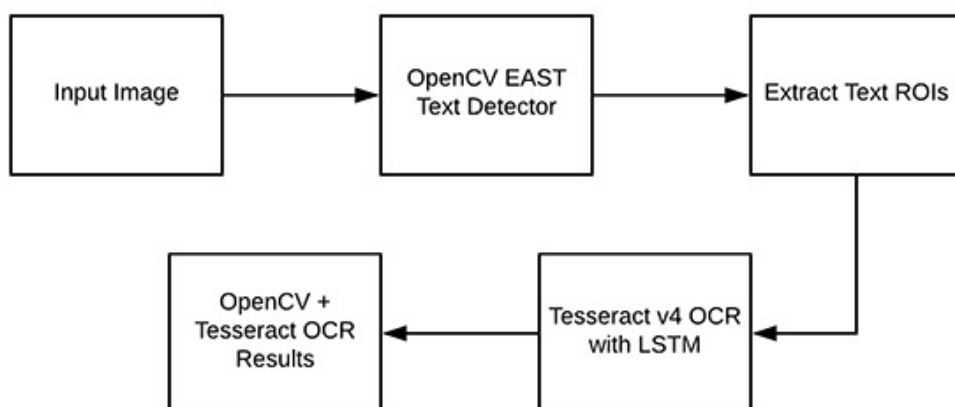 Input Image
OpenCV EAST
Text Detector
Extract Text ROIs
Tesseract v4 OCR
with LSTM
OpenCV +
Tesseract OCR
Results